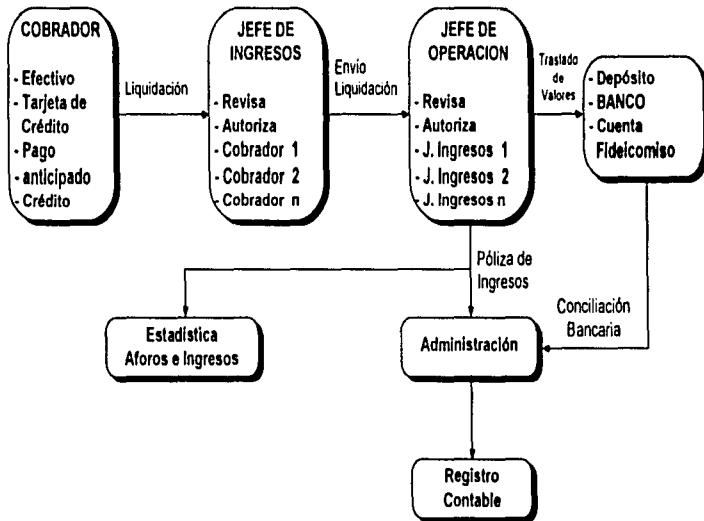 COBRADOR
- Efectivo
- Tarjeta de
Crédito
- Pago
- anticipado
- Crédito
Liquidación
JEFE DE
INGRESOS
- Revisa
- Autoriza
- Cobrador 1
- Cobrador 2
- Cobrador n
Envío
Liquidación
JEFE DE
OPERACION
- Revisa
- Autoriza
- J. Ingresos 1
- J. Ingresos 2
- J. Ingresos n
Traslado
de
Valores
- Depósito
- BANCO
- Cuenta
Fideicomiso
Póliza de
Ingresos
Conciliación
Bancaria
Estadística
Aforos e Ingresos
Administración
Registro
Contable